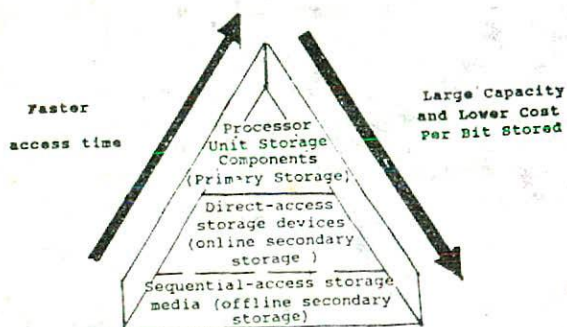 Faster
access time
Large Capacity
and Lower Cost
Per Bit Stored
Processor
Unit Storage
Components
(Primary Storage)
Direct-access
storage devices
(online secondary
storage )
Sequential-access storage
media (offline secondary
storage)